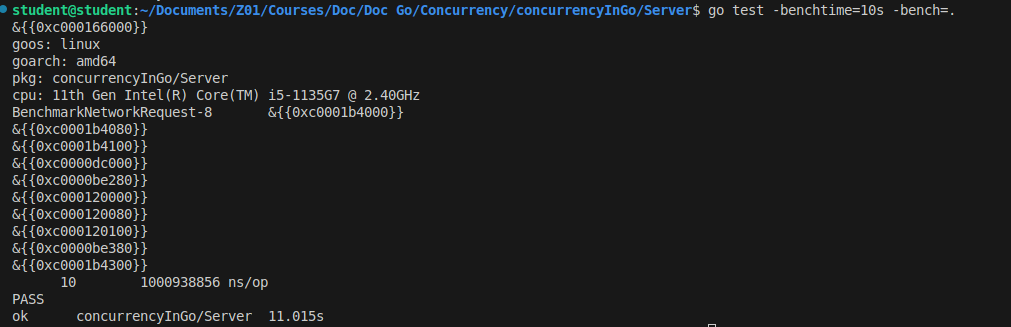 student@student:~/Documents/Z01/Courses/Doc/Doc Go/Concurrency/concurrencyInGo/Server$ go test -benchtime=10s -bench=.
&{{0xc000166000}}
goos: linux
goarch: amd64
pkg: concurrencyInGo/Server
cpu: 11th Gen Intel(R) Core(TM) i5-1135G7 @ 2.40GHz
BenchmarkNetworkRequest-8       &{{0xc0001b4000}}
&{{0xc0001b4080}}
&{{0xc0001b4100}}
&{{0xc0000dc000}}
&{{0xc0000be280}}
&{{0xc000120000}}
&{{0xc000120080}}
&{{0xc000120100}}
&{{0xc0000be380}}
&{{0xc0001b4300}}
      10        1000938856 ns/op
PASS
ok      concurrencyInGo/Server  11.015s